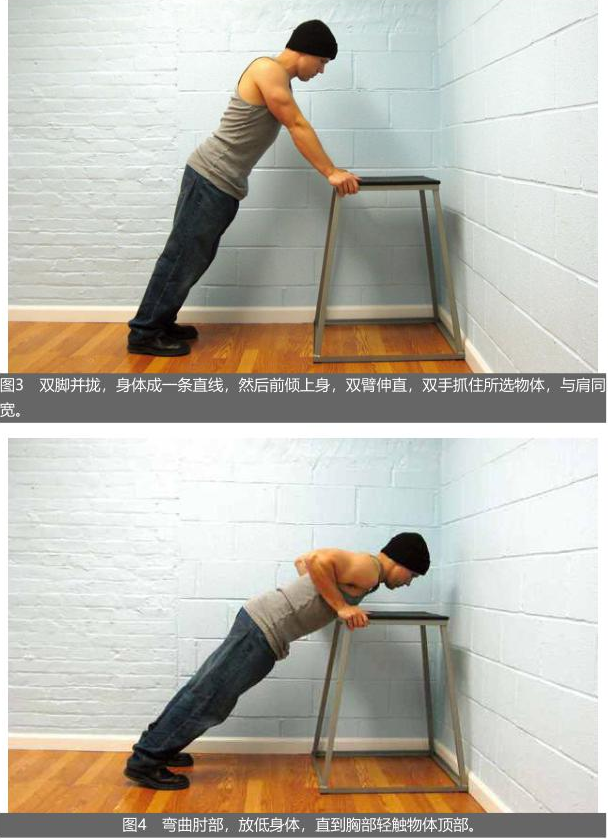 图3 双脚并拢，身体成一条直线，然后前倾上身，双臂伸直，双手抓住所选物体，与肩同
宽。
图4 弯曲肘部，放低身体，直到胸部轻触物体顶部。